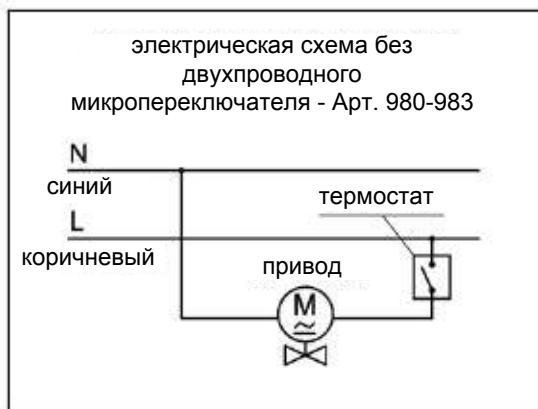 электрическая схема без
двухпроводного
микропереключателя - Арт. 980-983
N
синий
термостат
L
коричневый
привод
M